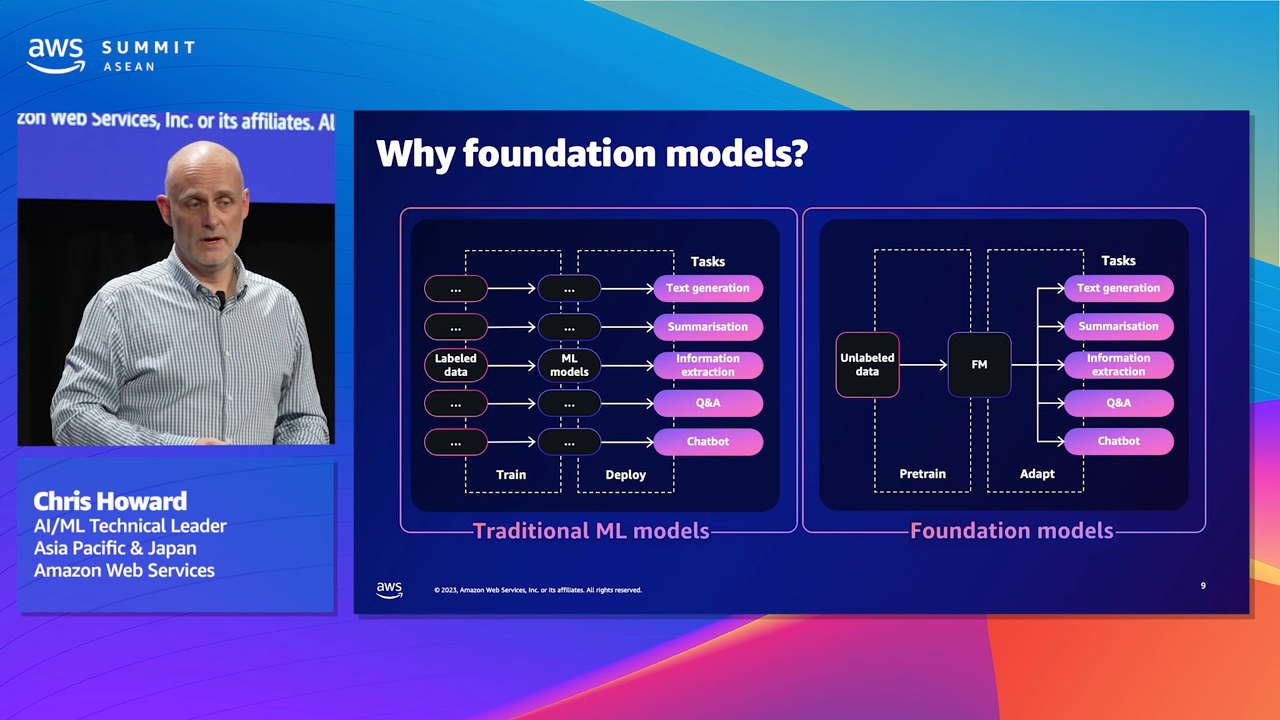 aws SUMMIT
ASEAN
zon Web Services, Inc. or its affiliates. Al
Chris Howard
AI/ML Technical Leader
Asia Pacific & Japan
Amazon Web Services
Why foundation models?
Tasks
...
...
Text generation
...
...
Summarisation
Labeled
data
ML
models
Information
extraction
...
...
Q&A
...
...
Chatbot
Train
Deploy
Traditional ML models
Tasks
Text generation
Summarisation
Unlabeled
data
FM
Information
extraction
Q&A
Chatbot
Pretrain
Adapt
Foundation models
aws
© 2023, Amazon Web Services, Inc. or its affiliates. All rights reserved.
9